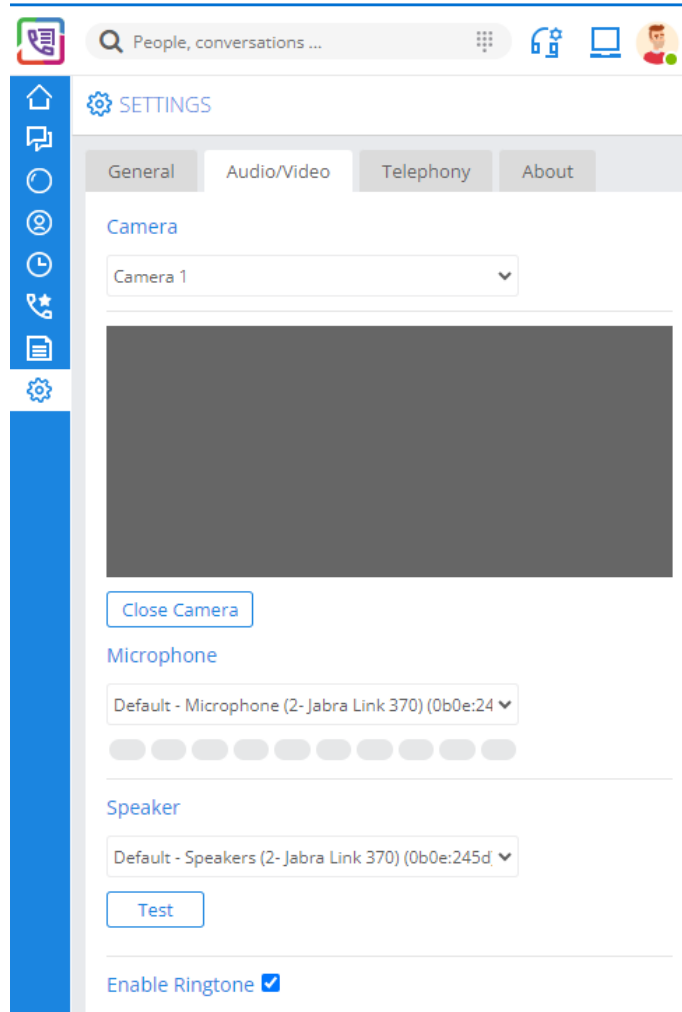 People, conversations ...
SETTINGS
General Audio/Video Telephony About
Camera
Camera 1
Close Camera
Microphone
Default - Microphone (2- Jabra Link 370) (0b0e:24
Speaker
Default - Speakers (2- Jabra Link 370) (0b0e:245d
Test
Enable Ringtone